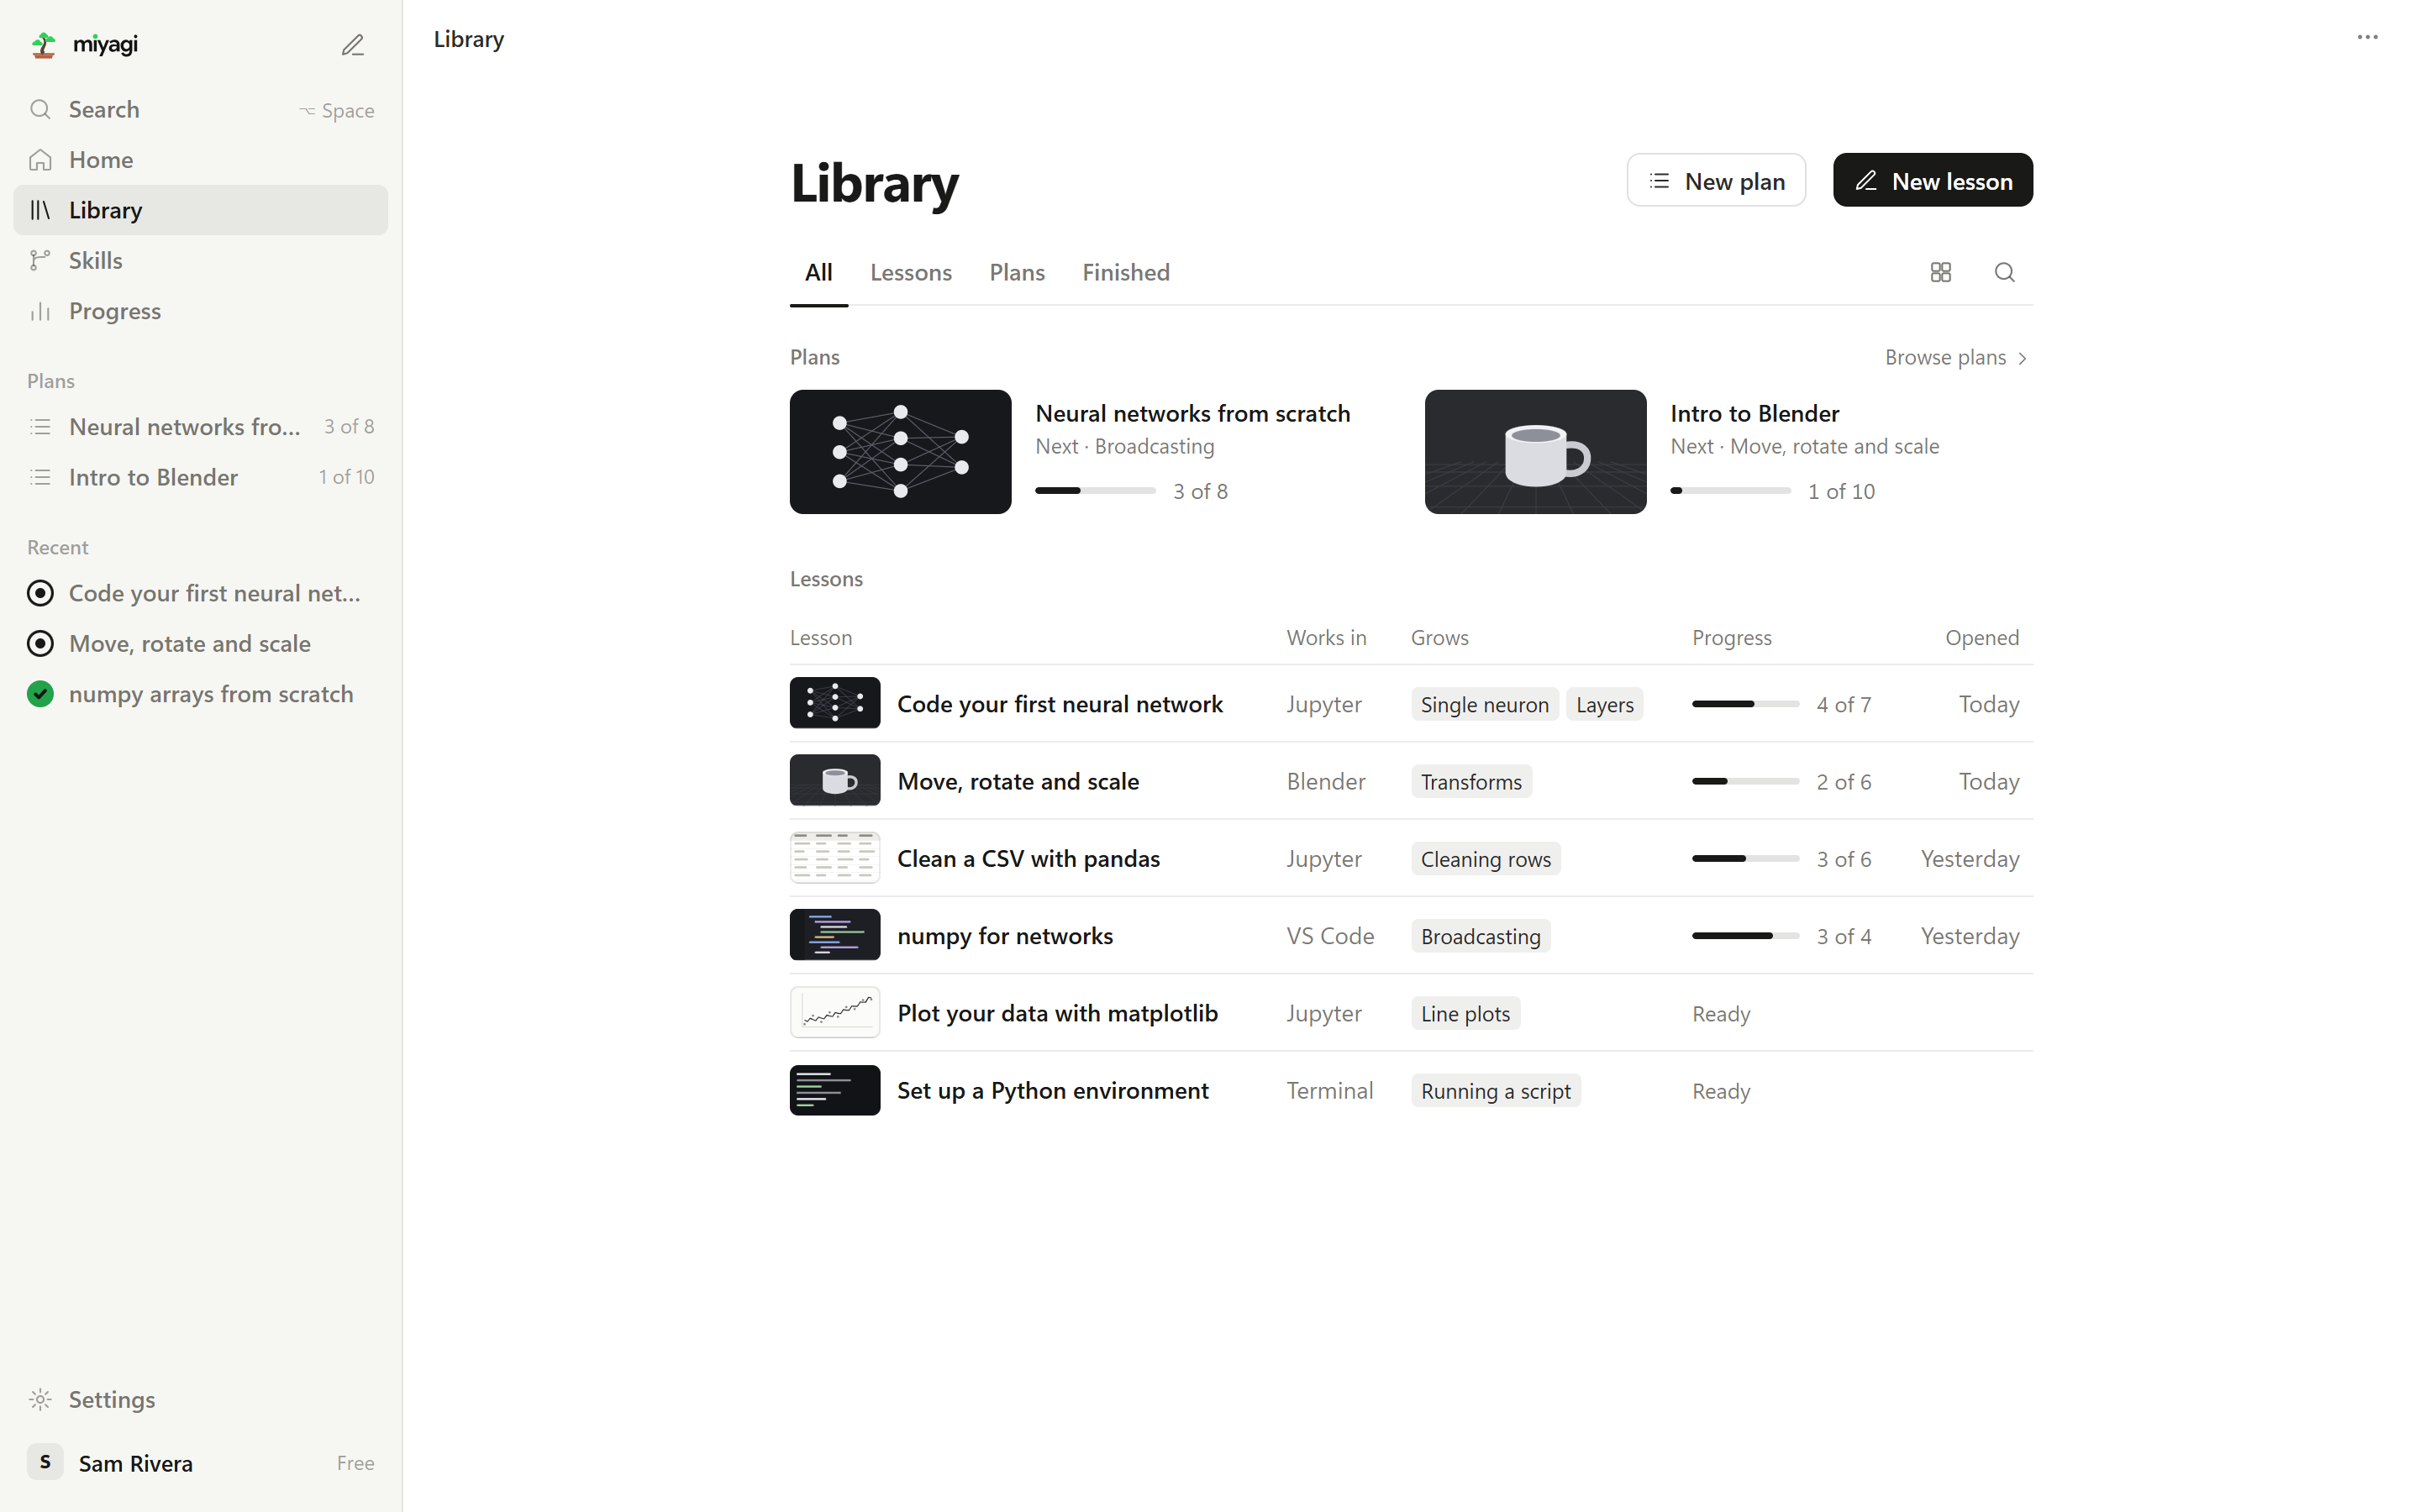 miyagi
Search ⌥ Space
Home
Library
Skills
Progress
Plans
Neural networks fro... 3 of 8
Intro to Blender 1 of 10
Recent
Code your first neural net...
Move, rotate and scale
numpy arrays from scratch
Settings
S Sam Rivera Free
Library
Library
New plan
New lesson
All Lessons Plans Finished
Plans
Browse plans
Neural networks from scratch
Next · Broadcasting
3 of 8
Intro to Blender
Next · Move, rotate and scale
1 of 10
Lessons
Lesson Works in Grows Progress Opened
Code your first neural network Jupyter Single neuron Layers 4 of 7 Today
Move, rotate and scale Blender Transforms 2 of 6 Today
Clean a CSV with pandas Jupyter Cleaning rows 3 of 6 Yesterday
numpy for networks VS Code Broadcasting 3 of 4 Yesterday
Plot your data with matplotlib Jupyter Line plots Ready
Set up a Python environment Terminal Running a script Ready